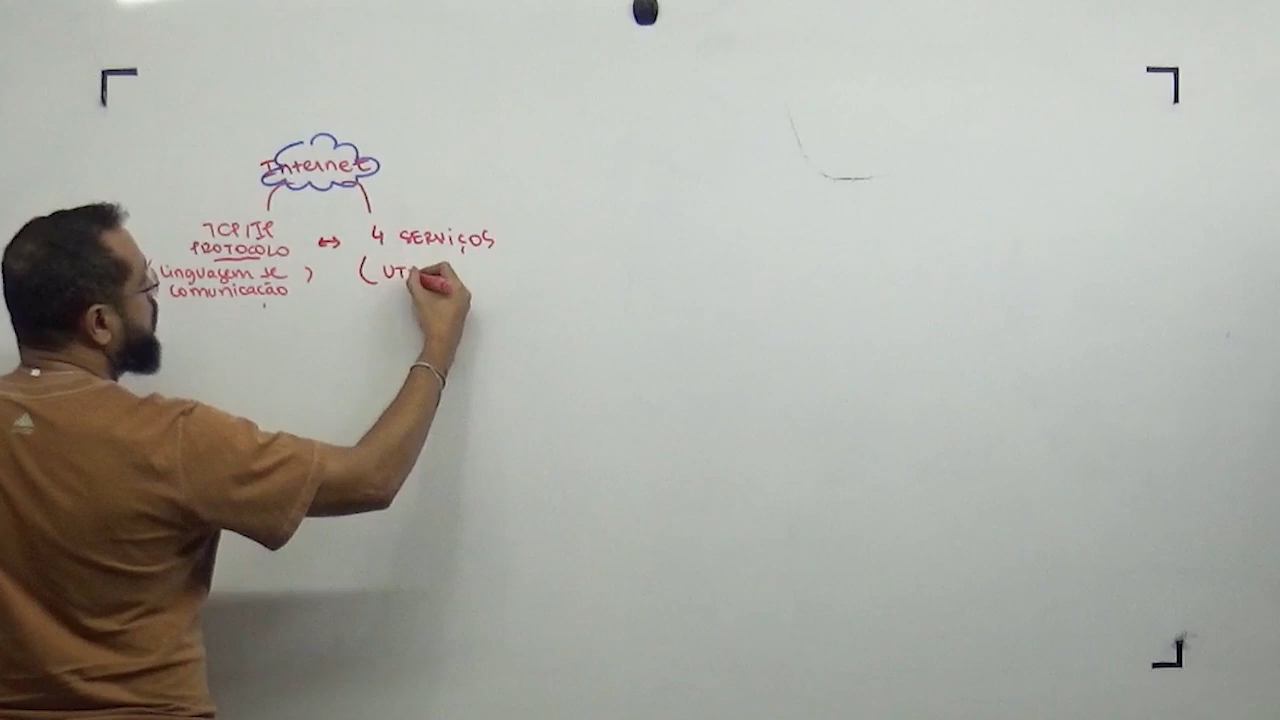 Internet
TCP/IP
PROTOCOLO ↔ 4 SERVIÇOS
(Linguagem de ) ( UT
comunicação